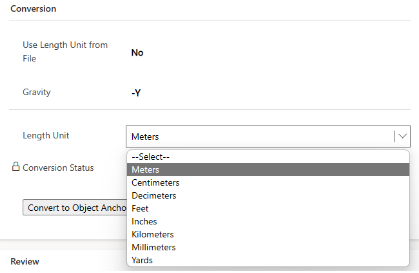 Conversion
Use Length Unit from
File
No
Gravity
-Y
Length Unit
Meters
--Select--
Meters
Centimeters
Decimeters
Feet
Inches
Kilometers
Millimeters
Yards
Conversion Status
Convert to Object Ancho
Review